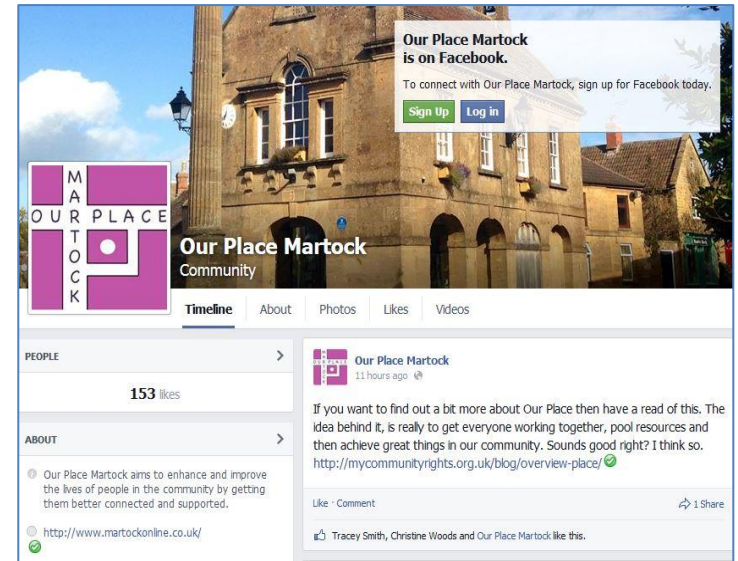 Our Place Martock
is on Facebook.
To connect with Our Place Martock, sign up for Facebook today.
Sign Up Log in
MARTOCK
OUR PLACE
Our Place Martock
Community
Timeline About Photos Likes Videos
PEOPLE
153 likes
ABOUT
Our Place Martock aims to enhance and improve
the lives of people in the community by getting
them better connected and supported.
http://www.martockonline.co.uk/
Our Place Martock
11 hours ago
If you want to find out a bit more about Our Place then have a read of this. The
idea behind it, is really to get everyone working together, pool resources and
then achieve great things in our community. Sounds good right? I think so.
http://mycommunityrights.org.uk/blog/overview-place/
Like · Comment
1 Share
Tracey Smith, Christine Woods and Our Place Martock like this.